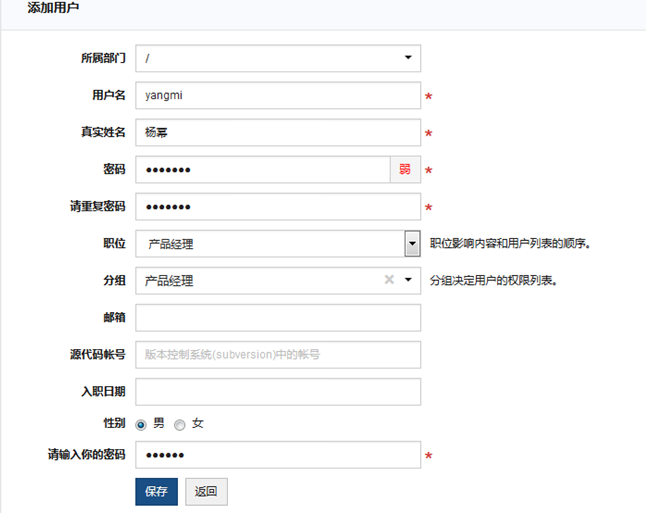 添加用户
所属部门 /
用户名 yangmi *
真实姓名 杨幂 *
密码 ●●●●●●● 弱 *
请重复密码 ●●●●●●● *
职位 产品经理 职位影响内容和用户列表的顺序。
分组 产品经理 × 分组决定用户的权限列表。
邮箱
源代码帐号 版本控制系统(subversion)中的帐号
入职日期
性别 男 女
请输入你的密码 ●●●●●● *
保存 返回